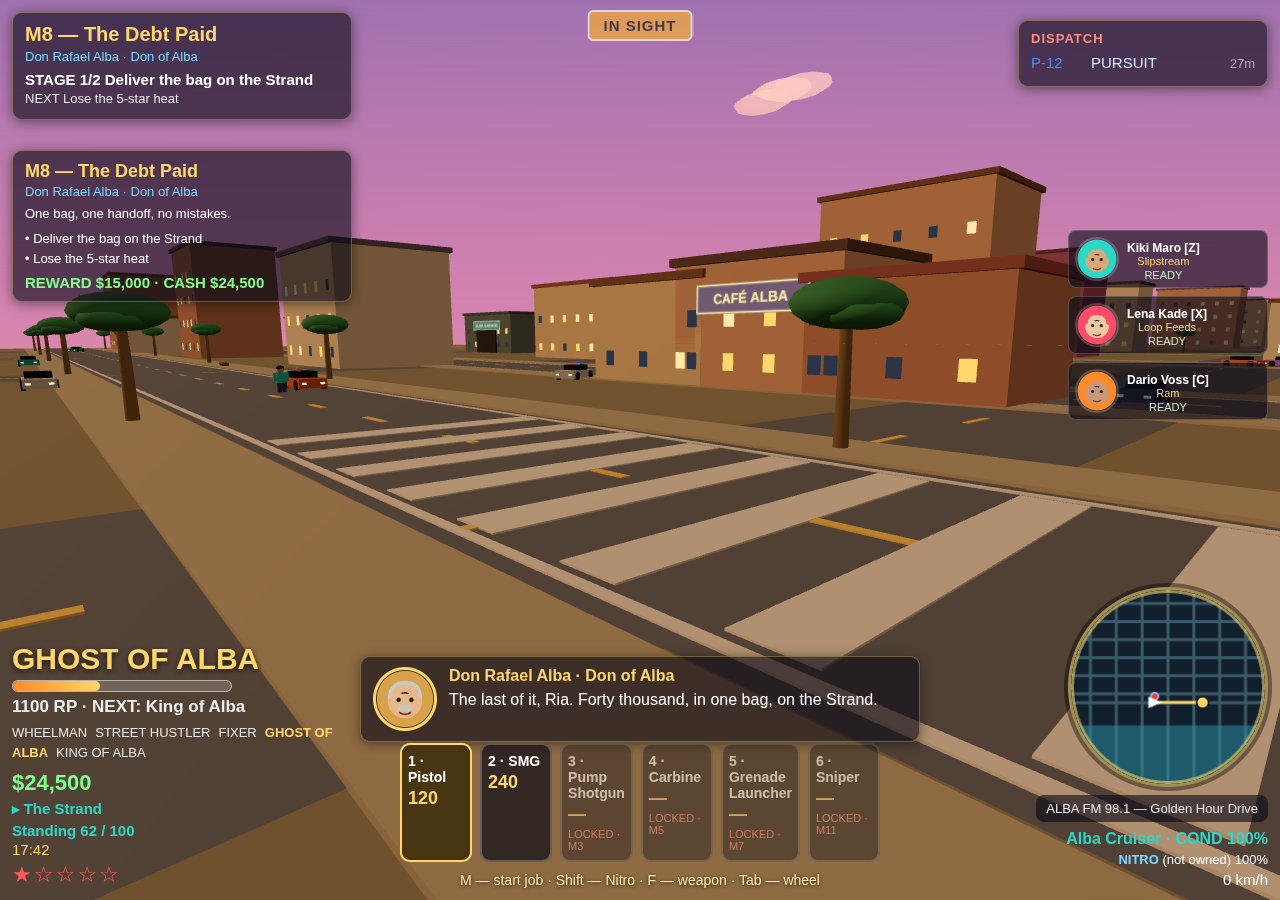 M8 — The Debt Paid
Don Rafael Alba · Don of Alba
STAGE 1/2 Deliver the bag on the Strand
NEXT Lose the 5-star heat
IN SIGHT
DISPATCH
P-12 PURSUIT 27m
M8 — The Debt Paid
Don Rafael Alba · Don of Alba
One bag, one handoff, no mistakes.
• Deliver the bag on the Strand
• Lose the 5-star heat
REWARD $15,000 · CASH $24,500
CAFÉ ALBA
Kiki Maro [Z]
Slipstream
READY
Lena Kade [X]
Loop Feeds
READY
Dario Voss [C]
Ram
READY
GHOST OF ALBA
1100 RP · NEXT: King of Alba
WHEELMAN STREET HUSTLER FIXER GHOST OF
ALBA KING OF ALBA
$24,500
▸ The Strand
Standing 62 / 100
17:42
★☆☆☆☆
Don Rafael Alba · Don of Alba
The last of it, Ria. Forty thousand, in one bag, on the Strand.
1 ·
Pistol
120
2 · SMG
240
3 ·
Pump
Shotgun
—
LOCKED ·
M3
4 ·
Carbine
—
LOCKED ·
M5
5 ·
Grenade
Launcher
—
LOCKED ·
M7
6 ·
Sniper
—
LOCKED ·
M11
M — start job · Shift — Nitro · F — weapon · Tab — wheel
ALBA FM 98.1 — Golden Hour Drive
Alba Cruiser · COND 100%
NITRO (not owned) 100%
0 km/h